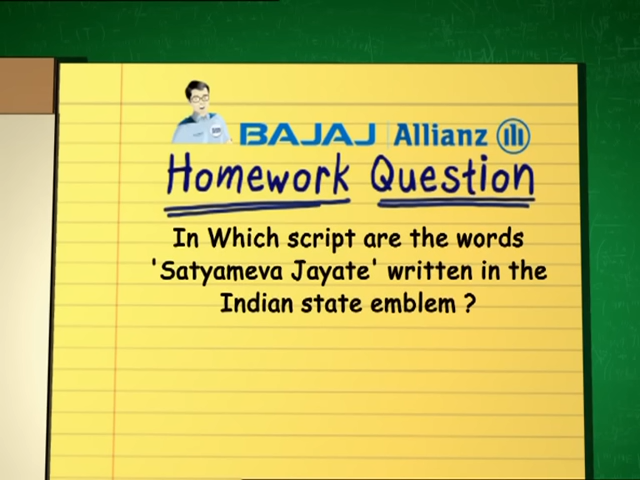 BAJAJ Allianz
Homework Question
In Which script are the words
'Satyameva Jayate' written in the
Indian state emblem ?